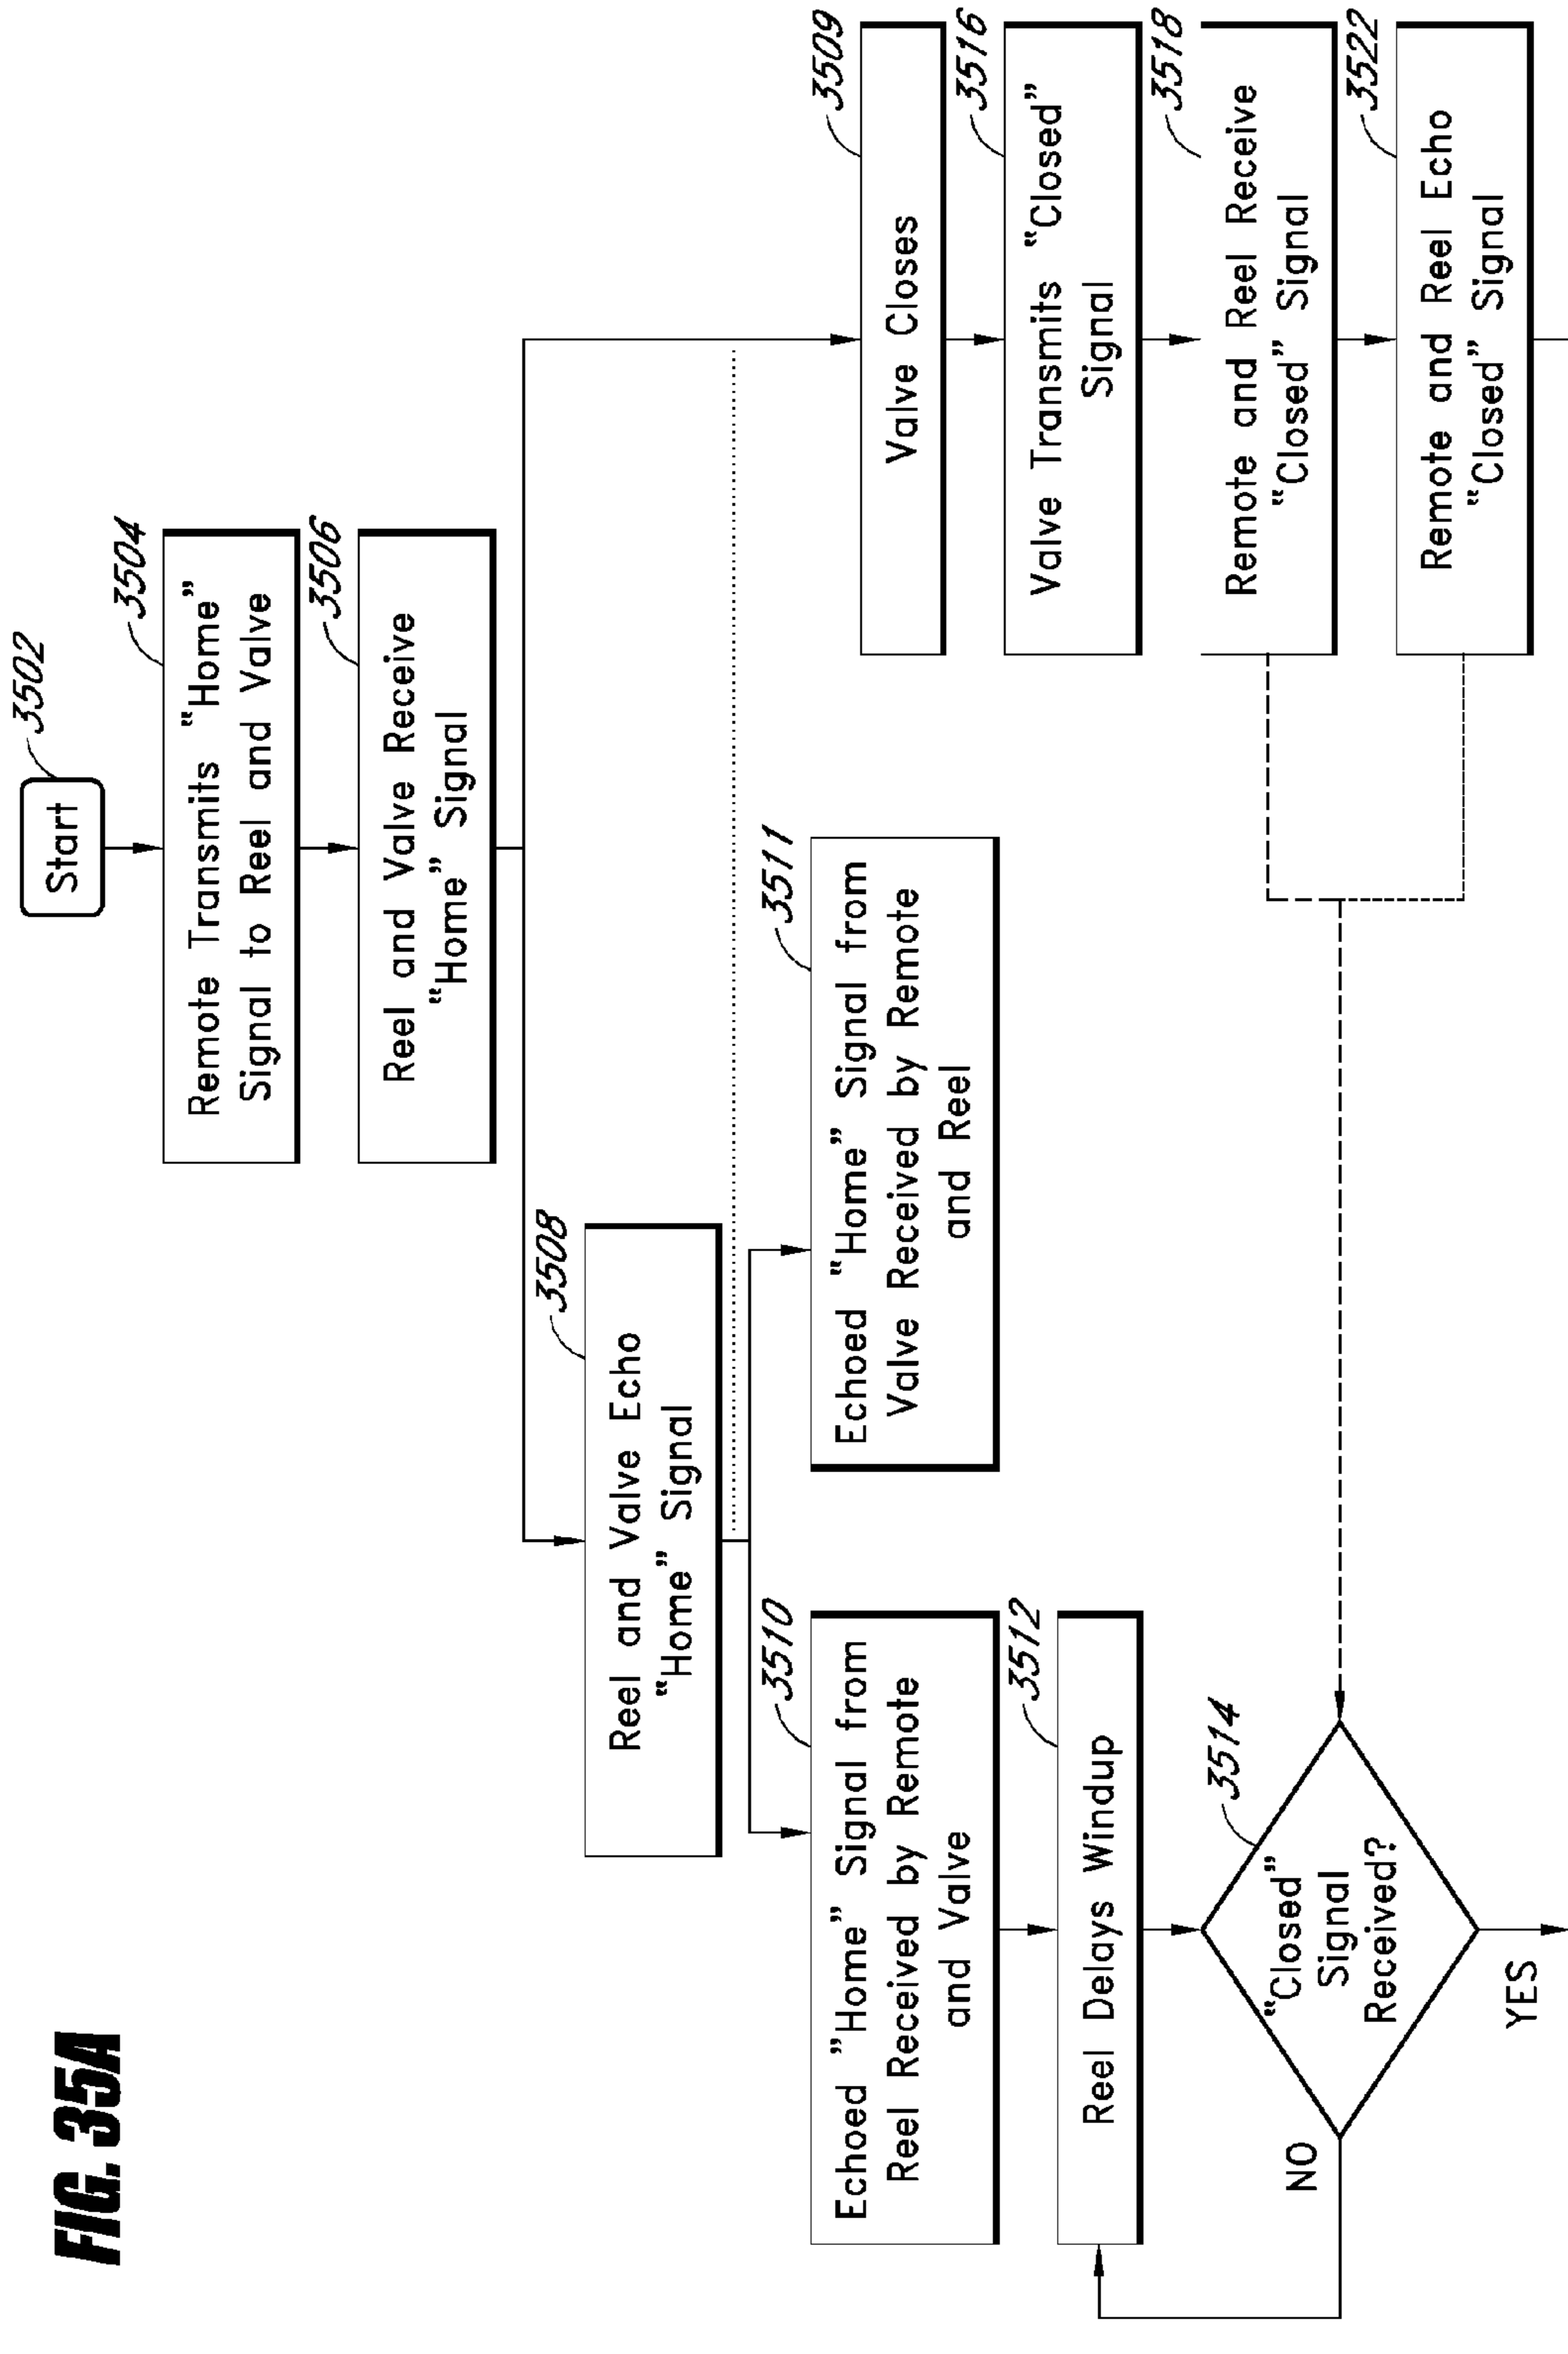 FIG. 35A
3502
Start
3504
Remote Transmits "Home"
Signal to Reel and Valve
3506
Reel and Valve Receive
"Home" Signal
3508
Reel and Valve Echo
"Home" Signal
3510
Echoed "Home" Signal from
Reel Received by Remote
and Valve
3511
Echoed "Home" Signal from
Valve Received by Remote
and Reel
3512
Reel Delays Windup
3514
"Closed"
Signal
Received?
NO
YES
3509
Valve Closes
3516
Valve Transmits "Closed"
Signal
3518
Remote and Reel Receive
"Closed" Signal
3522
Remote and Reel Echo
"Closed" Signal